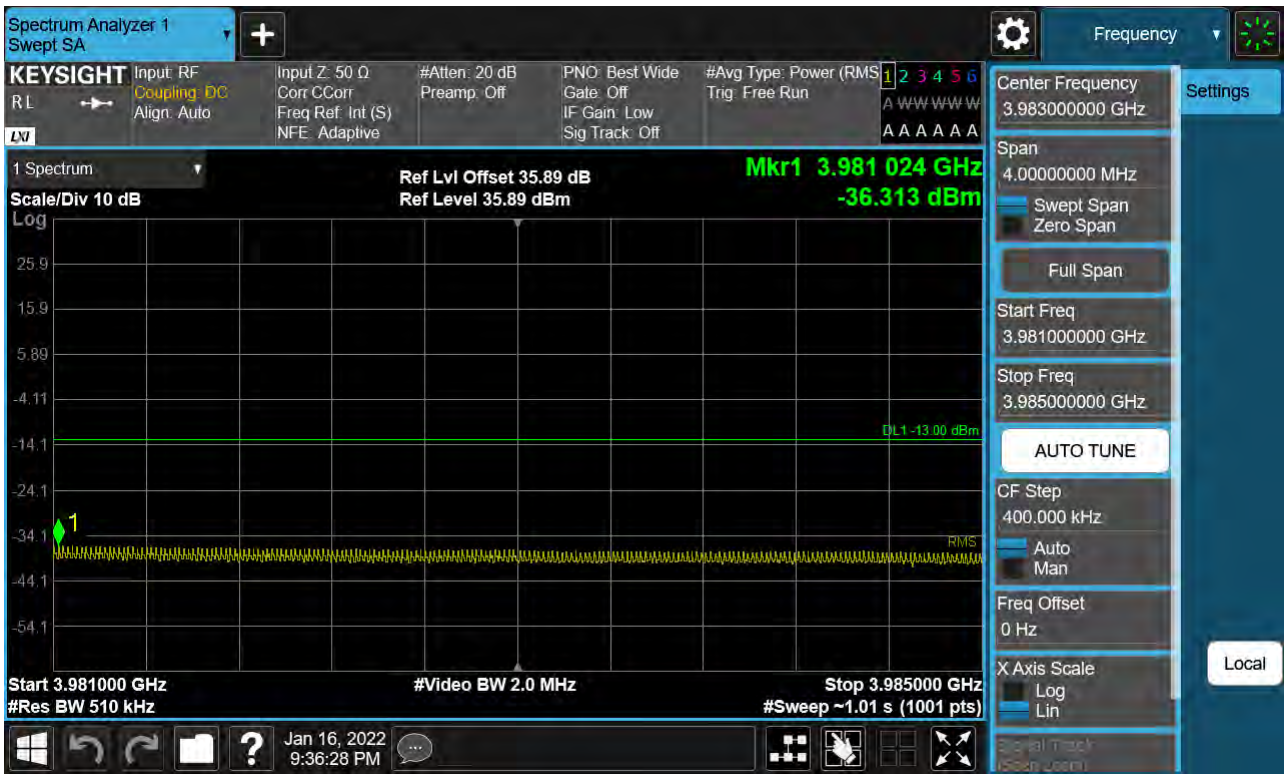 Spectrum Analyzer 1
Swept SA
+
Frequency
KEYSIGHT
R L
LXI
Input: RF
Coupling: DC
Align: Auto
Input Z: 50 Ω
Corr CCorr
Freq Ref: Int (S)
NFE: Adaptive
#Atten: 20 dB
Preamp: Off
PNO: Best Wide
Gate: Off
IF Gain: Low
Sig Track: Off
#Avg Type: Power (RMS
Trig: Free Run
1 2 3 4 5 6
A W W W W W
A A A A A A
1 Spectrum
Scale/Div 10 dB
Log
Ref Lvl Offset 35.89 dB
Ref Level 35.89 dBm
Mkr1 3.981 024 GHz
-36.313 dBm
25.9
15.9
5.89
-4.11
DL1 -13.00 dBm
-14.1
-24.1
1
-34.1
RMS
-44.1
-54.1
Start 3.981000 GHz
#Res BW 510 kHz
#Video BW 2.0 MHz
Stop 3.985000 GHz
#Sweep ~1.01 s (1001 pts)
Center Frequency
3.983000000 GHz
Span
4.00000000 MHz
Swept Span
Zero Span
Full Span
Start Freq
3.981000000 GHz
Stop Freq
3.985000000 GHz
AUTO TUNE
CF Step
400.000 kHz
Auto
Man
Freq Offset
0 Hz
X Axis Scale
Log
Lin
Signal Track
(Span Zoom)
Settings
Local
?
Jan 16, 2022
9:36:28 PM